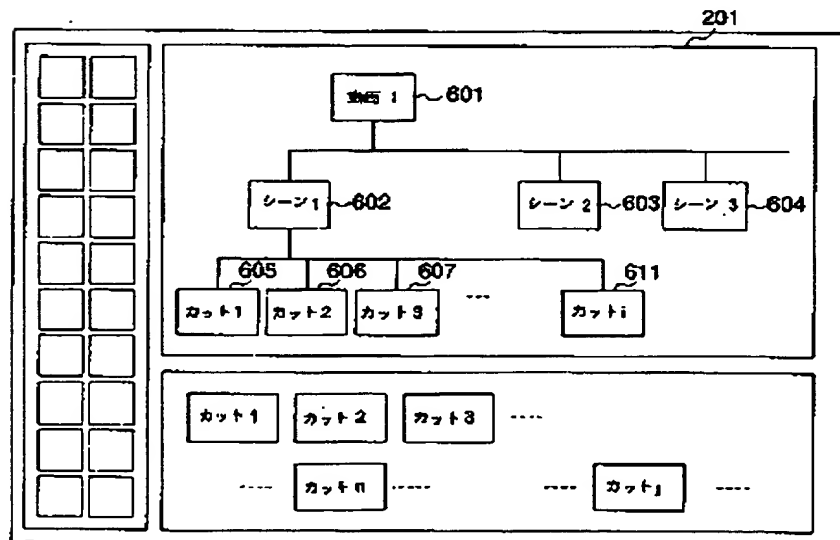 201
動画 1 601
シーン 1 602
シーン 2 603
シーン 3 604
605 606 607 611
カット1 カット2 カット3 ---- カットi
カット1 カット2 カット3 -----
----- カットn ----- ---- カットj -----